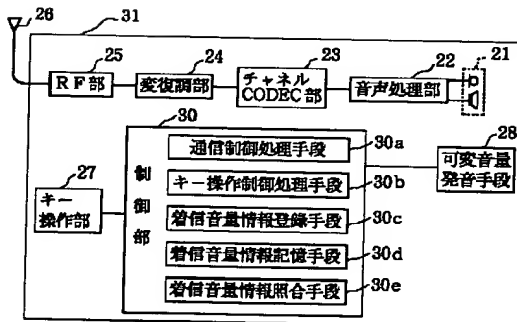 26
31
25
24
23
22
21
RF部
変復調部
チャネル
CODEC部
音声処理部
30
通信制御処理手段
30a
28
可変音量
発音手段
27
キー
操作部
制御部
キー操作制御処理手段
30b
着信音量情報登録手段
30c
着信音量情報記憶手段
30d
着信音量情報照合手段
30e